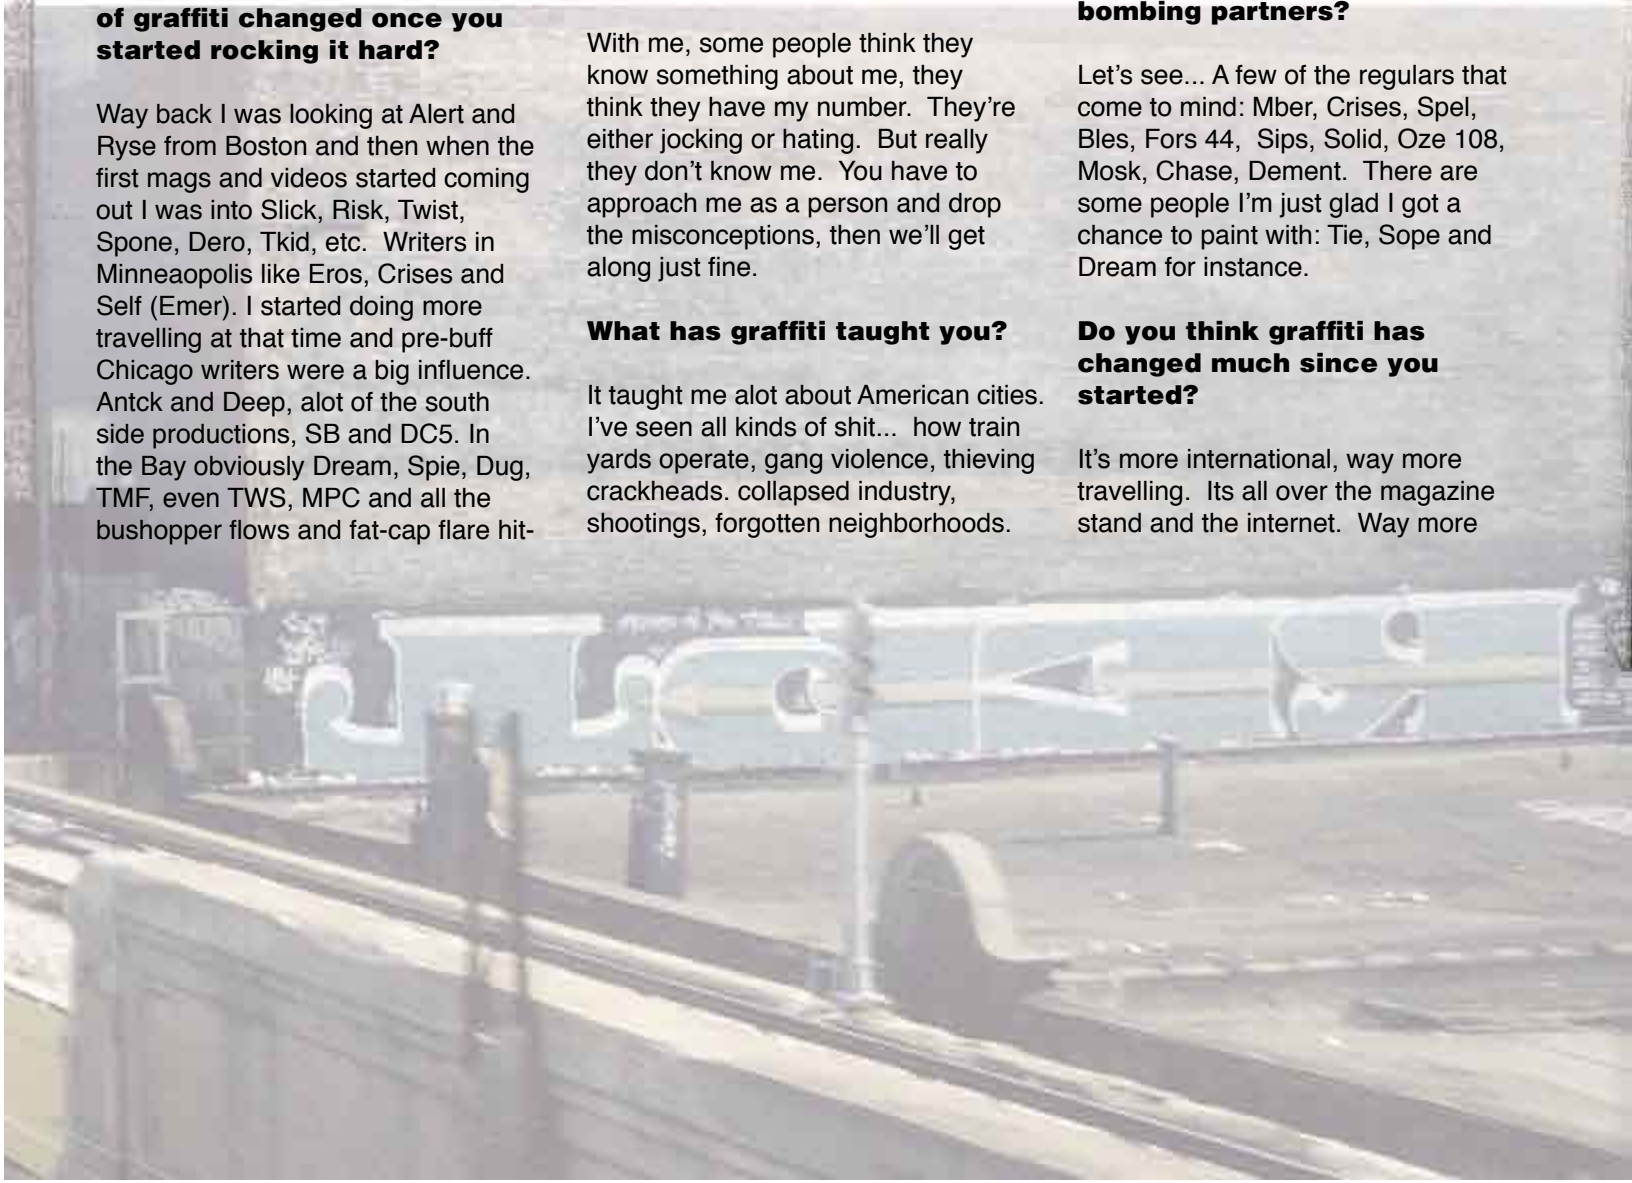 of graffiti changed once you
started rocking it hard?
Way back I was looking at Alert and
Ryse from Boston and then when the
first mags and videos started coming
out I was into Slick, Risk, Twist,
Spone, Dero, Tkid, etc.  Writers in
Minneaopolis like Eros, Crises and
Self (Emer). I started doing more
travelling at that time and pre-buff
Chicago writers were a big influence.
Antck and Deep, alot of the south
side productions, SB and DC5. In
the Bay obviously Dream, Spie, Dug,
TMF, even TWS, MPC and all the
bushopper flows and fat-cap flare hit-
With me, some people think they
know something about me, they
think they have my number.  They’re
either jocking or hating.  But really
they don’t know me.  You have to
approach me as a person and drop
the misconceptions, then we’ll get
along just fine.
What has graffiti taught you?
It taught me alot about American cities.
I’ve seen all kinds of shit...  how train
yards operate, gang violence, thieving
crackheads. collapsed industry,
shootings, forgotten neighborhoods.
bombing partners?
Let’s see... A few of the regulars that
come to mind: Mber, Crises, Spel,
Bles, Fors 44,  Sips, Solid, Oze 108,
Mosk, Chase, Dement.  There are
some people I’m just glad I got a
chance to paint with: Tie, Sope and
Dream for instance.
Do you think graffiti has
changed much since you
started?
It’s more international, way more
travelling.  Its all over the magazine
stand and the internet.  Way more